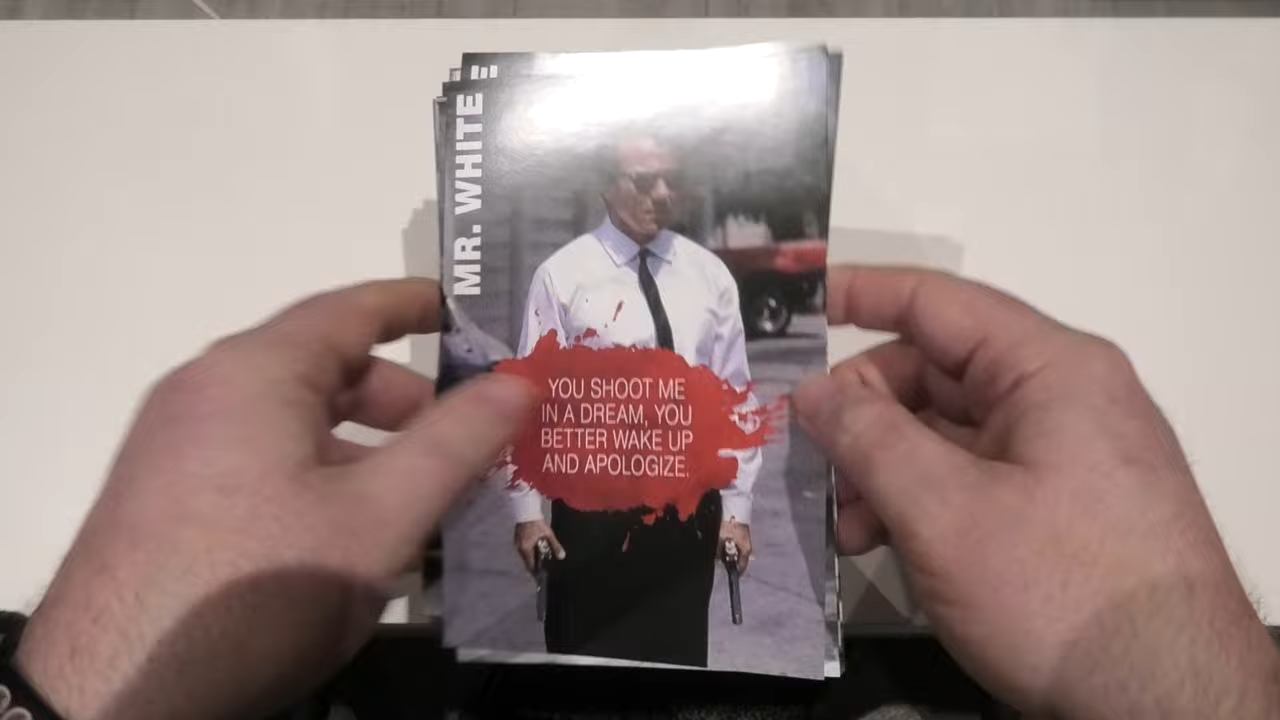 MR. WHITE
YOU SHOOT ME
IN A DREAM, YOU
BETTER WAKE UP
AND APOLOGIZE.